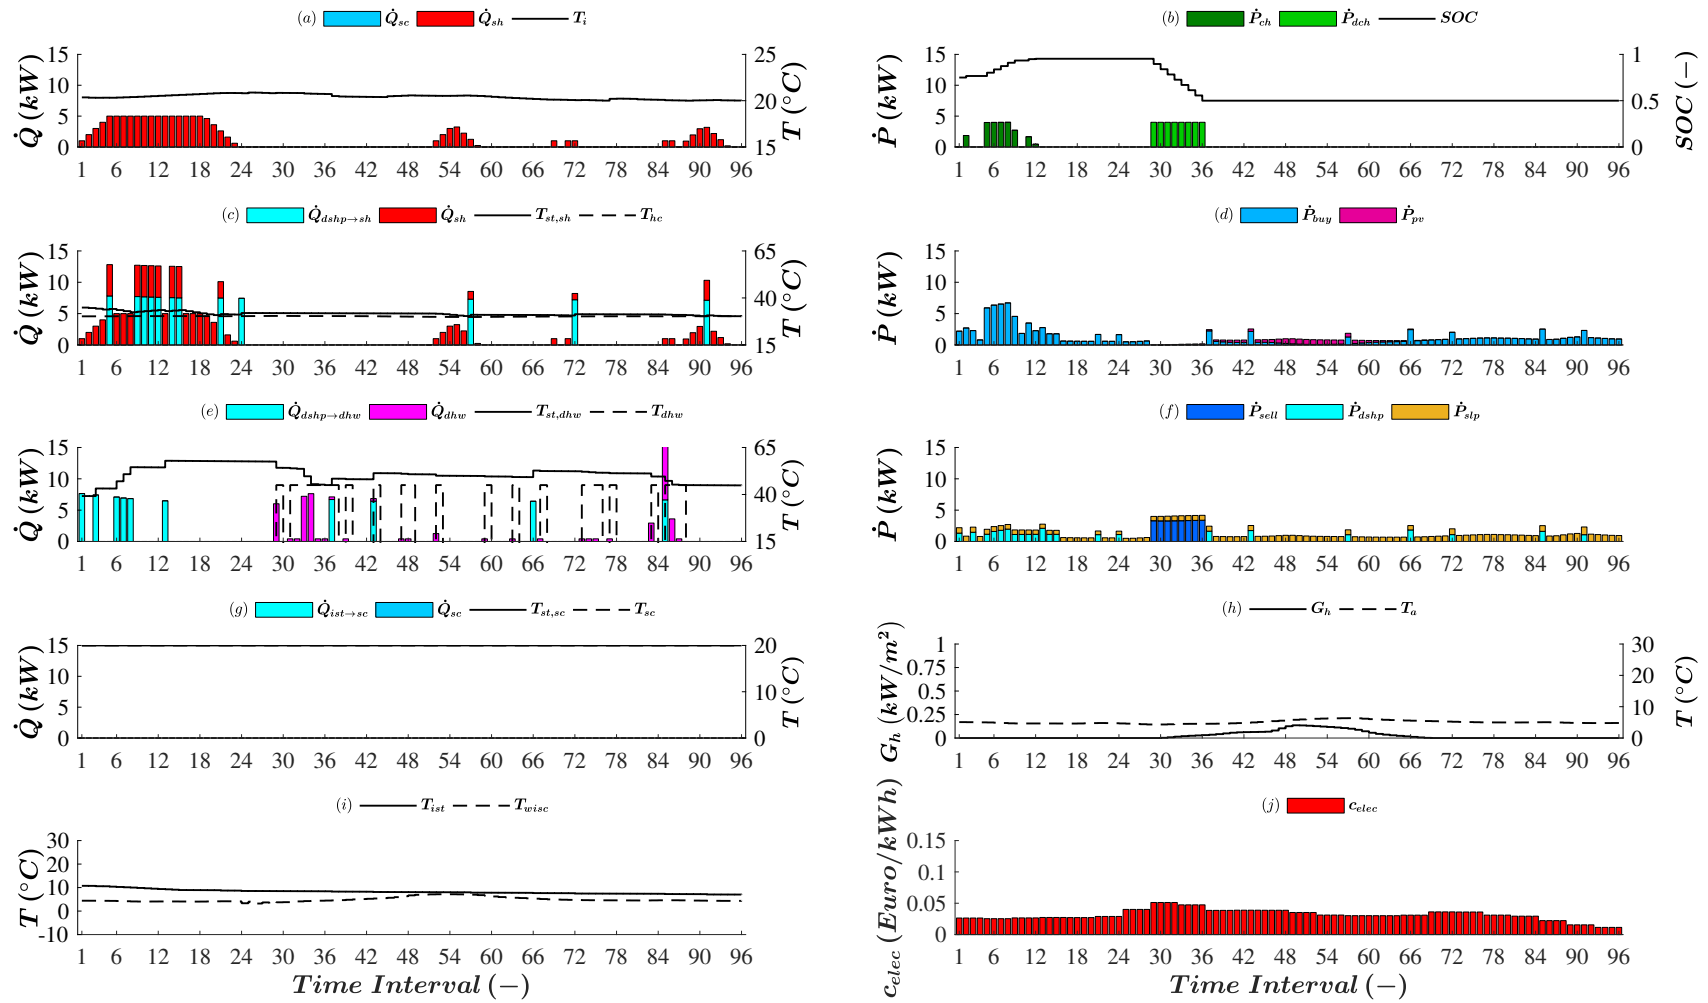 (a) Q̇sc Q̇sh Ti
15 10 5 0
Q̇ (kW)
25 20 15
T (°C)
1 6 12 18 24 30 36 42 48 54 60 66 72 78 84 90 96
(b) Ṗch Ṗdch SOC
15 10 5 0
Ṗ (kW)
1 0.5 0
SOC (−)
1 6 12 18 24 30 36 42 48 54 60 66 72 78 84 90 96
(c) Q̇dshp→sh Q̇sh Tst,sh Thc
15 10 5 0
Q̇ (kW)
65 40 15
T (°C)
1 6 12 18 24 30 36 42 48 54 60 66 72 78 84 90 96
(d) Ṗbuy Ṗpv
15 10 5 0
Ṗ (kW)
1 6 12 18 24 30 36 42 48 54 60 66 72 78 84 90 96
(e) Q̇dshp→dhw Q̇dhw Tst,dhw Tdhw
15 10 5 0
Q̇ (kW)
65 40 15
T (°C)
1 6 12 18 24 30 36 42 48 54 60 66 72 78 84 90 96
(f) Ṗsell Ṗdshp Ṗslp
15 10 5 0
Ṗ (kW)
1 6 12 18 24 30 36 42 48 54 60 66 72 78 84 90 96
(g) Q̇ist→sc Q̇sc Tst,sc Tsc
15 10 5 0
Q̇ (kW)
20 10 0
T (°C)
1 6 12 18 24 30 36 42 48 54 60 66 72 78 84 90 96
(h) Gh Ta
1 0.75 0.5 0.25 0
Gh (kW/m²)
30 20 10 0
T (°C)
1 6 12 18 24 30 36 42 48 54 60 66 72 78 84 90 96
(i) Tist Twisc
30 20 10 0 -10
T (°C)
1 6 12 18 24 30 36 42 48 54 60 66 72 78 84 90 96
Time Interval (−)
(j) celec
0.15 0.1 0.05 0
celec (Euro/kWh)
1 6 12 18 24 30 36 42 48 54 60 66 72 78 84 90 96
Time Interval (−)